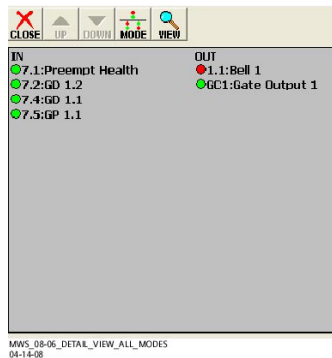 CLOSE UP DOWN MODE VIEW
IN OUT
7.1:Preempt Health 1.1:Bell 1
7.2:GD 1.2 GC1:Gate Output 1
7.4:GD 1.1
7.5:GP 1.1
MWS_08-06_DETAIL_VIEW_ALL_MODES
04-14-08